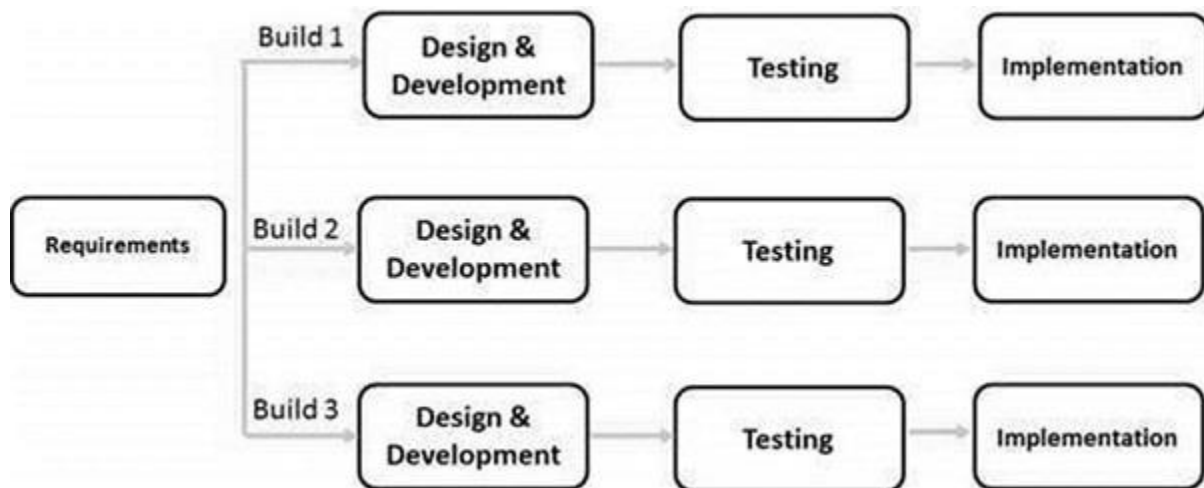 Build 1
Design &
Development
Testing
Implementation
Requirements
Build 2
Design &
Development
Testing
Implementation
Build 3
Design &
Development
Testing
Implementation